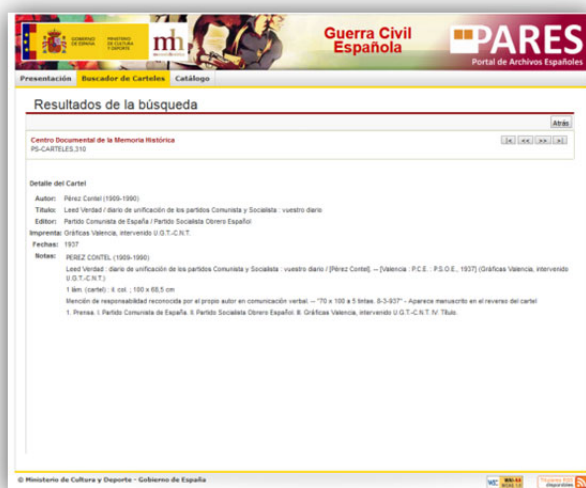 GOBIERNO DE ESPAÑA
MINISTERIO DE CULTURA Y DEPORTE
mh
Guerra Civil
Española
PARES
Portal de Archivos Españoles
Presentación Buscador de Carteles Catálogo
Resultados de la búsqueda
Atrás
Centro Documental de la Memoria Histórica
PS-CARTELES,310
|< << >> >|
Detalle del Cartel
Autor: Pérez Contel (1909-1990)
Título: Leed Verdad / diario de unificación de los partidos Comunista y Socialista : vuestro diario
Editor: Partido Comunista de España / Partido Socialista Obrero Español
Imprenta: Gráficas Valencia, intervenido U.G.T.-C.N.T.
Fechas: 1937
Notas: PEREZ CONTEL (1909-1990)
Leed Verdad : diario de unificación de los partidos Comunista y Socialista : vuestro diario / [Pérez Contel]. -- [Valencia : P.C.E. : P.S.O.E., 1937] (Gráficas Valencia, intervenido
U.G.T.-C.N.T.)
1 lám. (cartel) : il. col. ; 100 x 68,5 cm
Mención de responsabilidad reconocida por el propio autor en comunicación verbal. -- "70 x 100 a 5 tintas. 8-3-937" - Aparece manuscrito en el reverso del cartel
1. Prensa. I. Partido Comunista de España. II. Partido Socialista Obrero Español. III. Gráficas Valencia, intervenido U.G.T.-C.N.T. IV. Título.
© Ministerio de Cultura y Deporte - Gobierno de España